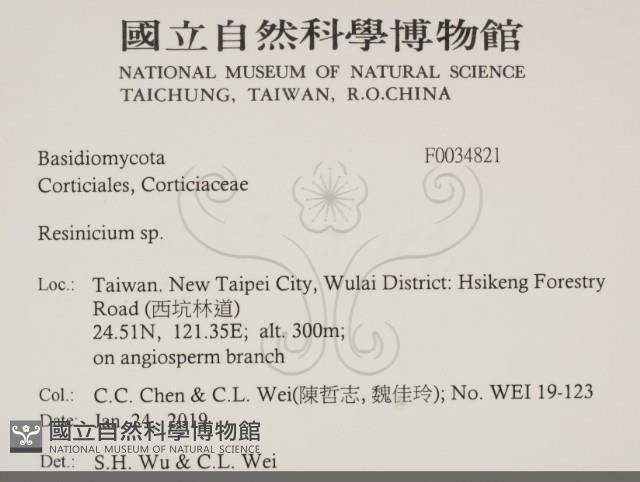 國立自然科學博物館
NATIONAL MUSEUM OF NATURAL SCIENCE
TAICHUNG, TAIWAN, R.O.CHINA
Basidiomycota F0034821
Corticiales, Corticiaceae
Resinicium sp.
Loc.: Taiwan. New Taipei City, Wulai District: Hsikeng Forestry
Road (西坑林道)
24.51N, 121.35E; alt. 300m;
on angiosperm branch
Col.: C.C. Chen & C.L. Wei(陳哲志, 魏佳玲); No. WEI 19-123
Date: Jan. 24, 2019
國立自然科學博物館
NATIONAL MUSEUM OF NATURAL SCIENCE
Det.: S.H. Wu & C.L. Wei